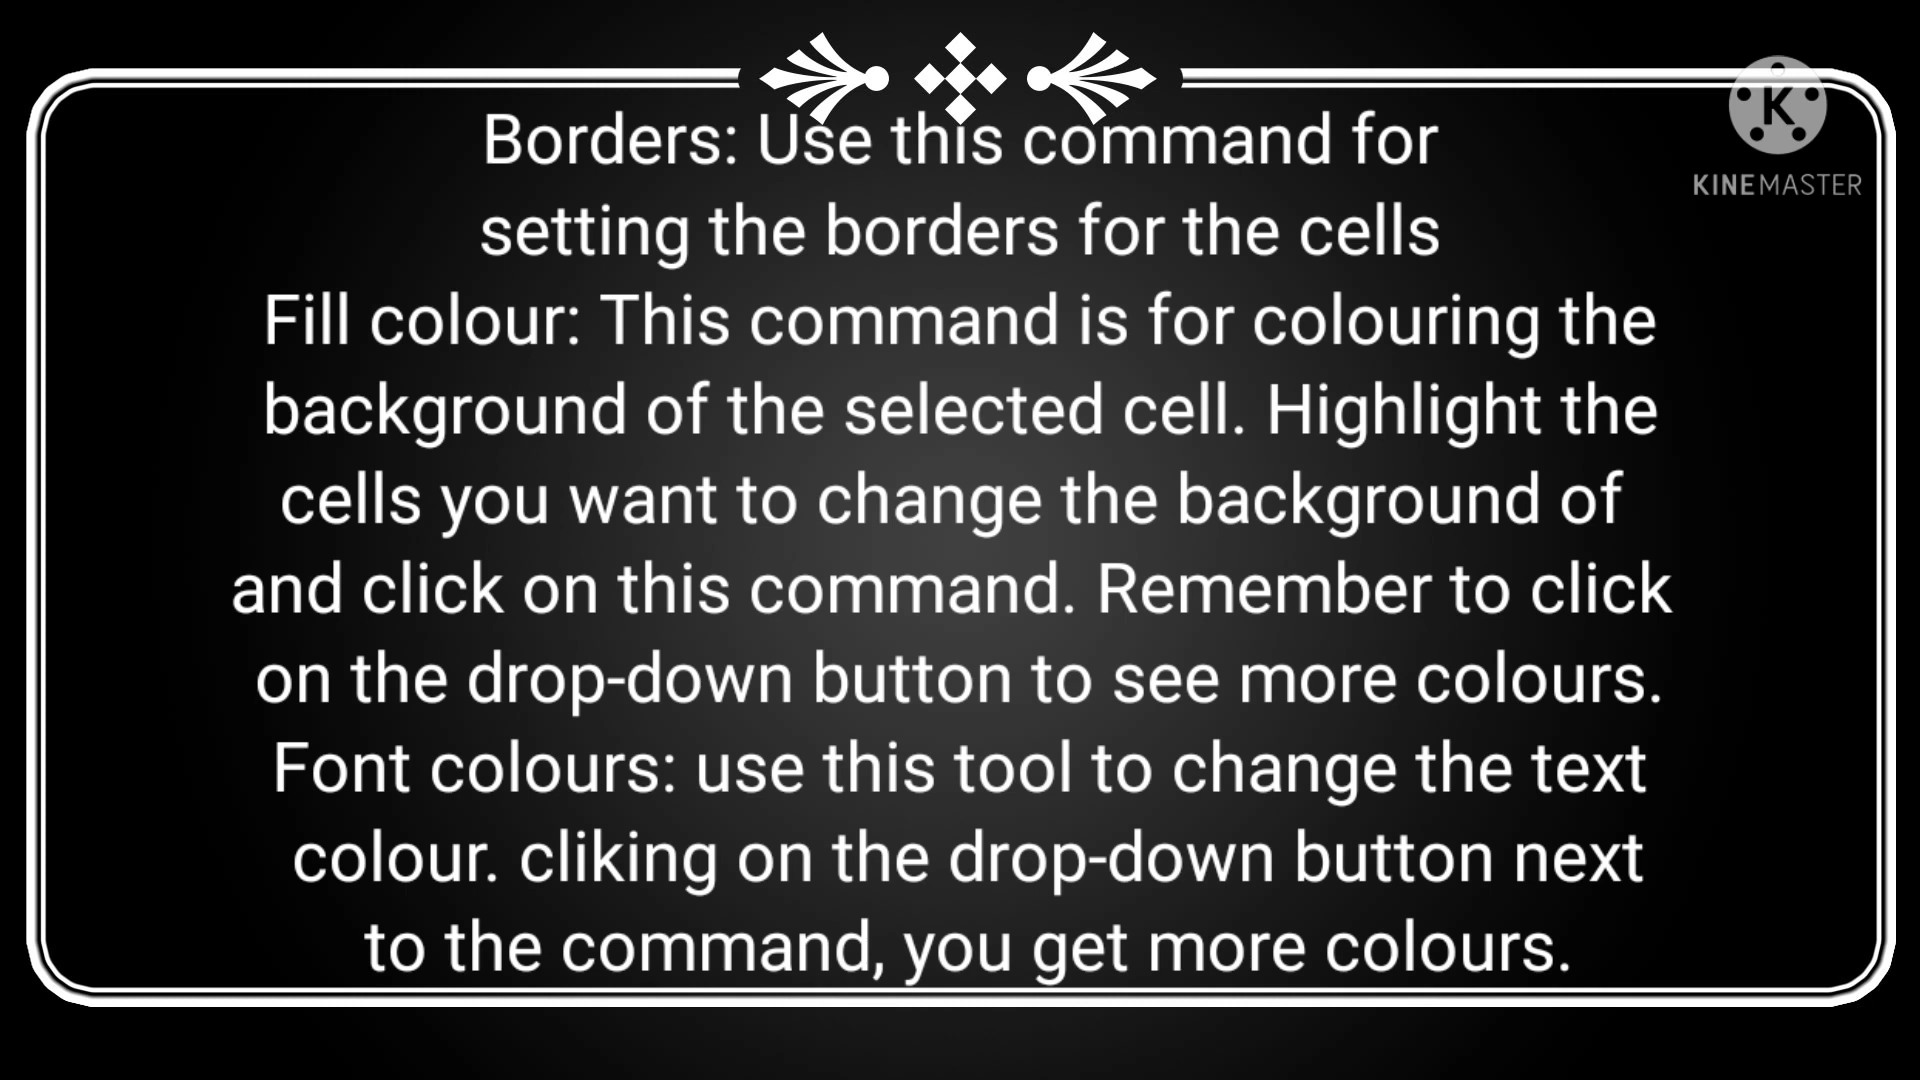 Borders: Use this command for
setting the borders for the cells
Fill colour: This command is for colouring the
background of the selected cell. Highlight the
cells you want to change the background of
and click on this command. Remember to click
on the drop-down button to see more colours.
Font colours: use this tool to change the text
colour. cliking on the drop-down button next
to the command, you get more colours.
K
KINEMASTER